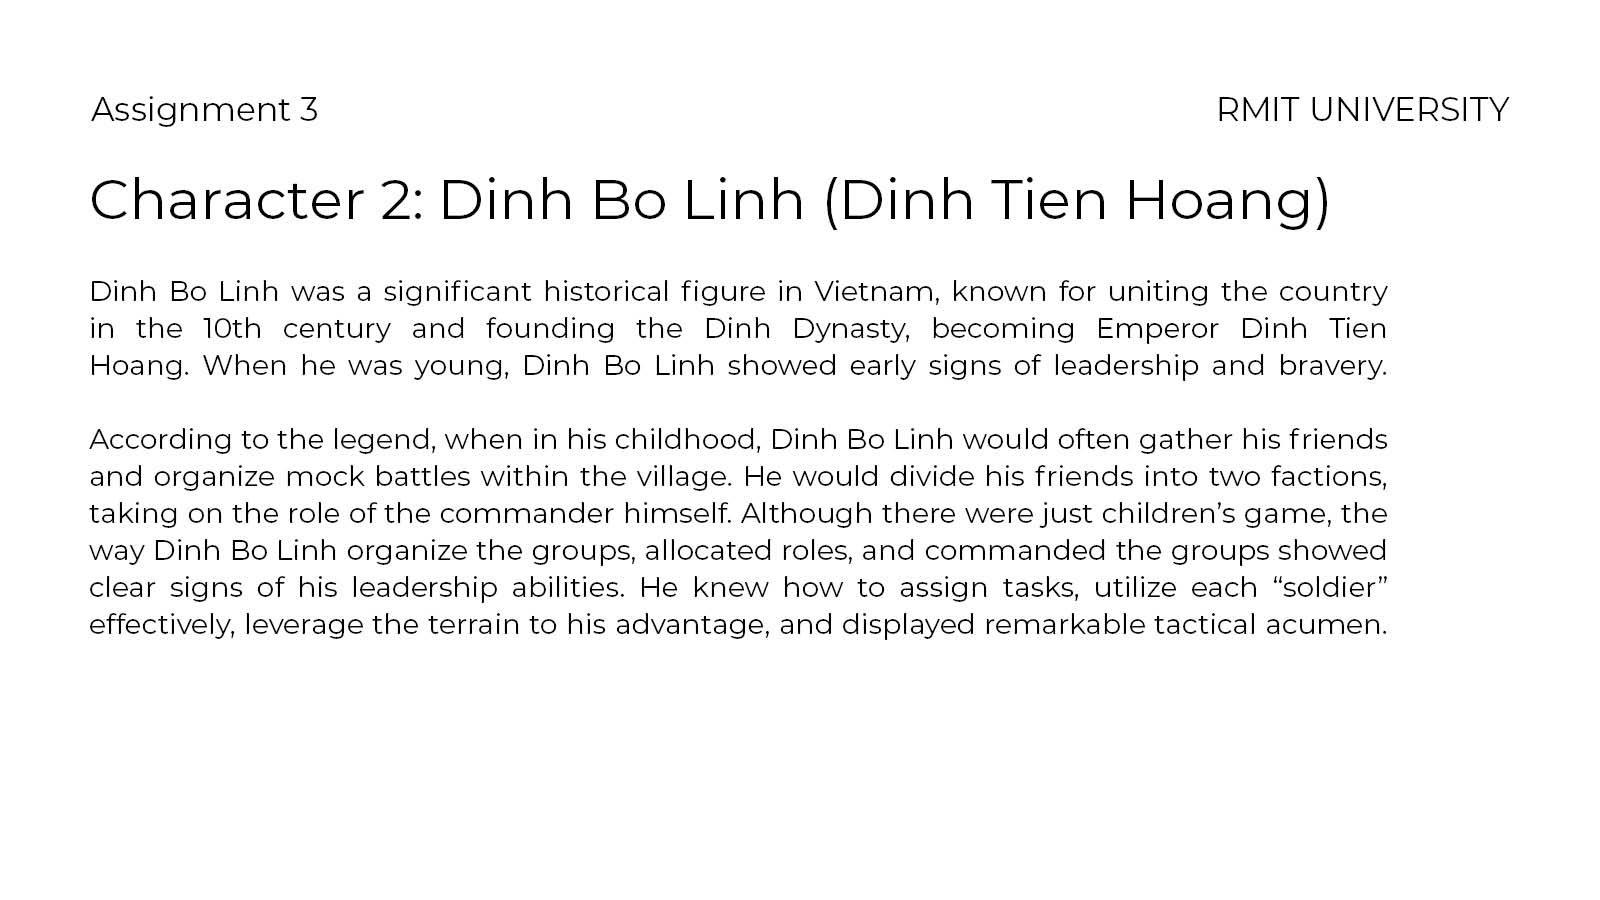 Assignment 3
RMIT UNIVERSITY
Character 2: Dinh Bo Linh (Dinh Tien Hoang)
Dinh Bo Linh was a significant historical figure in Vietnam, known for uniting the country
in the 10th century and founding the Dinh Dynasty, becoming Emperor Dinh Tien
Hoang. When he was young, Dinh Bo Linh showed early signs of leadership and bravery.
According to the legend, when in his childhood, Dinh Bo Linh would often gather his friends
and organize mock battles within the village. He would divide his friends into two factions,
taking on the role of the commander himself. Although there were just children’s game, the
way Dinh Bo Linh organize the groups, allocated roles, and commanded the groups showed
clear signs of his leadership abilities. He knew how to assign tasks, utilize each “soldier”
effectively, leverage the terrain to his advantage, and displayed remarkable tactical acumen.